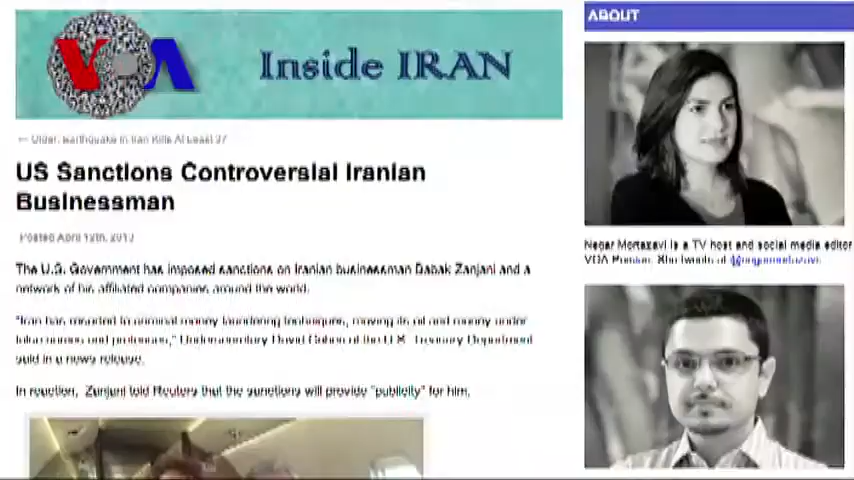 VOA
Inside IRAN
ABOUT
← Older: Earthquake in Iran Kills At Least 37
US Sanctions Controversial Iranian
Businessman
Posted April 12th, 2013
The U.S. Government has imposed sanctions on Iranian businessman Babak Zanjani and a
network of his affiliated companies around the world.
"Iran has resorted to criminal money laundering techniques, moving its oil and money under
false names and pretenses," Undersecretary David Cohen of the U.S. Treasury Department
said in a news release.
In reaction, Zanjani told Reuters that the sanctions will provide "publicity" for him.
Negar Mortazavi is a TV host and social media editor
VOA Persian. She tweets at @negarmortazavi